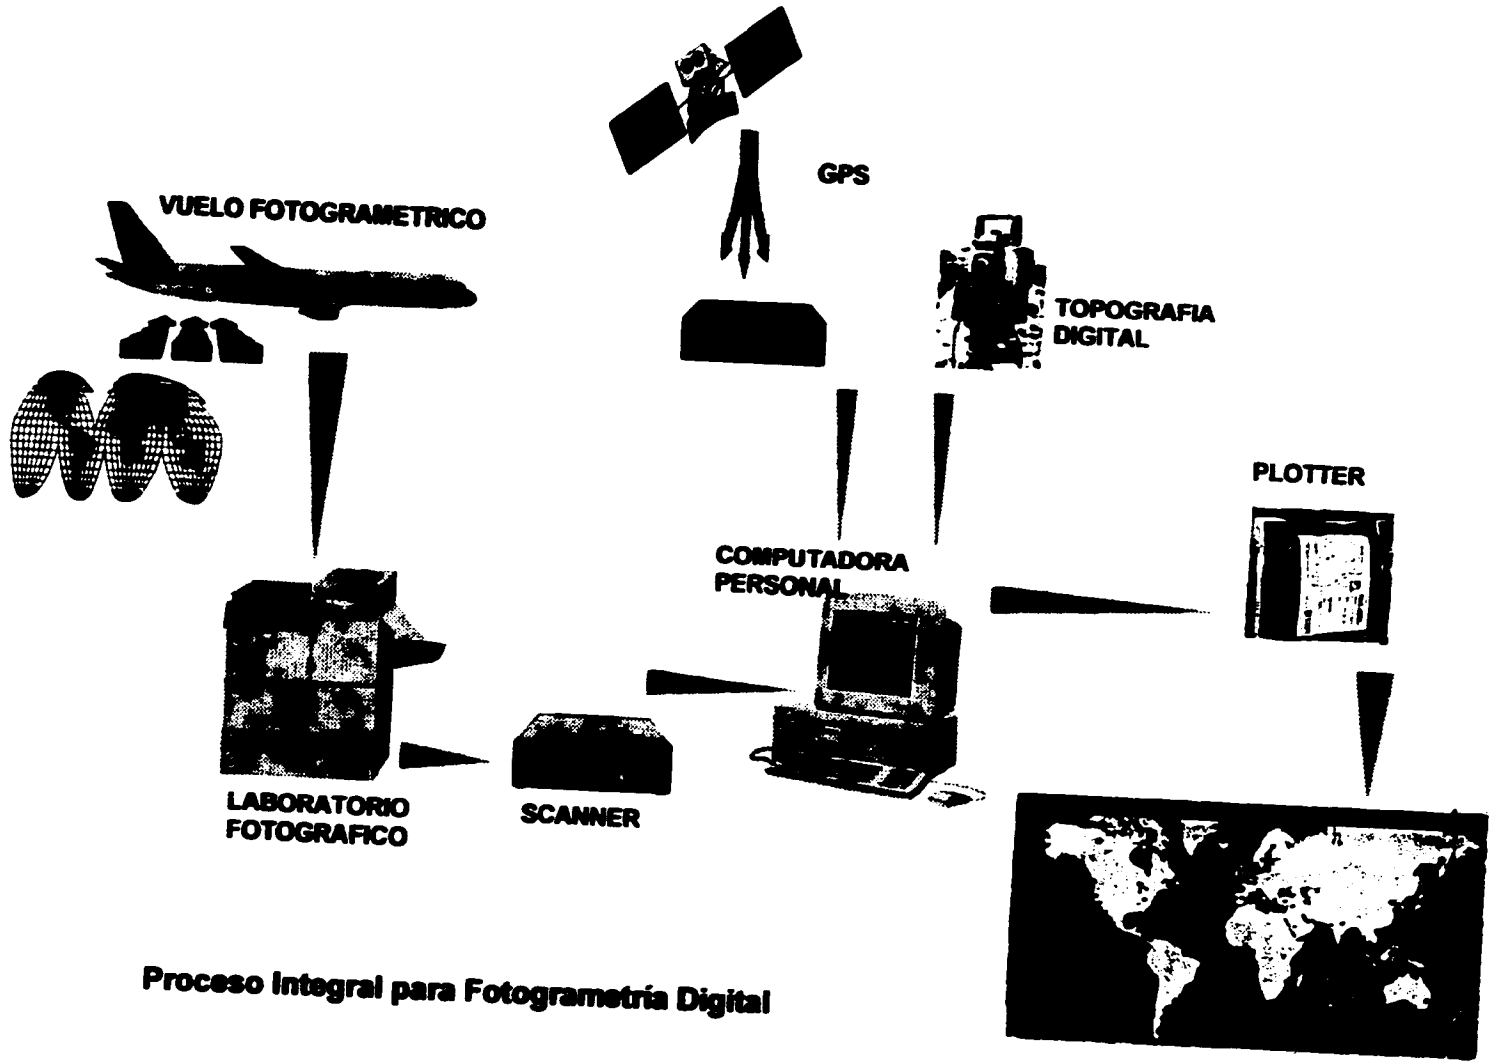 GPS
VUELO FOTOGRAMETRICO
TOPOGRAFIA
DIGITAL
PLOTTER
COMPUTADORA
PERSONAL
LABORATORIO
FOTOGRAFICO
SCANNER
Proceso Integral para Fotogrametría Digital